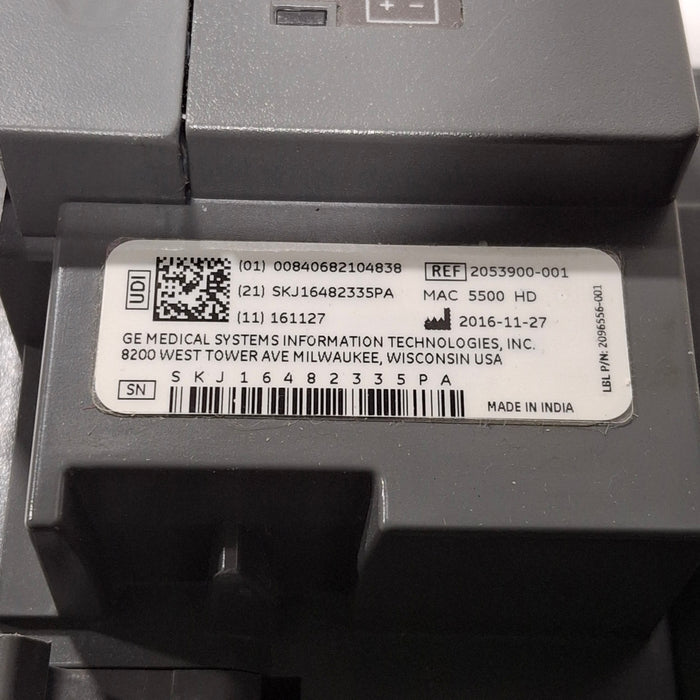 UDI
(01) 00840682104838
(21) SKJ16482335PA
(11) 161127
REF 2053900-001
MAC 5500 HD
2016-11-27
GE MEDICAL SYSTEMS INFORMATION TECHNOLOGIES, INC.
8200 WEST TOWER AVE MILWAUKEE, WISCONSIN USA
SN SKJ16482335PA
MADE IN INDIA
LBL P/N: 2096556-001